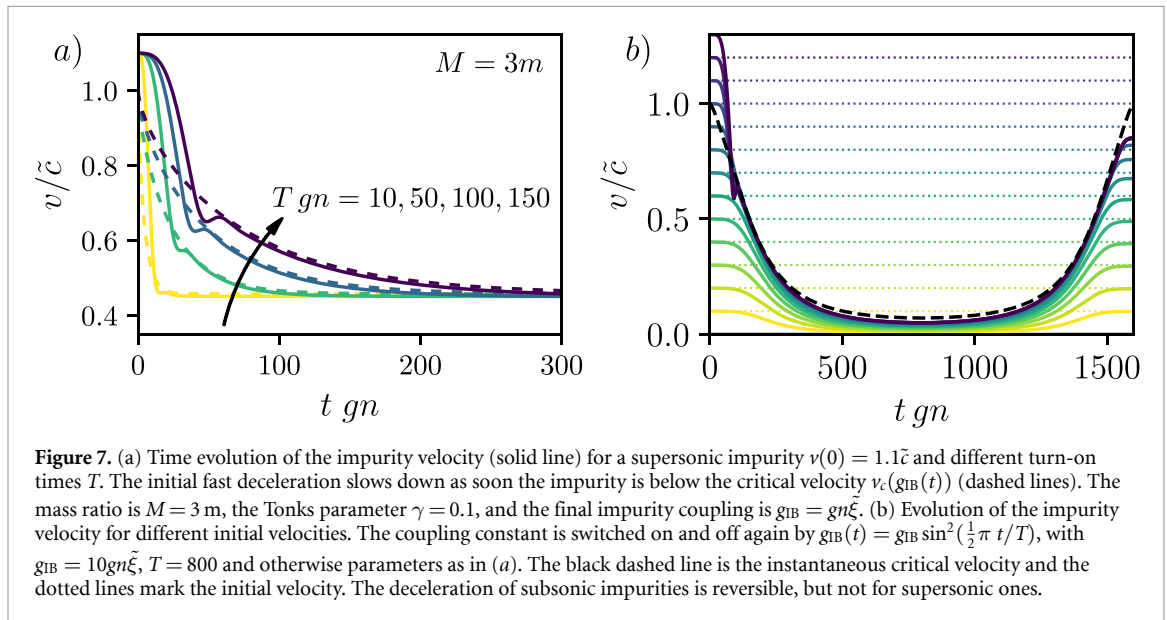 a)
M = 3m
1.0
0.8
0.6
0.4
v/c̃
T gn = 10, 50, 100, 150
0
100
200
300
t gn
b)
1.0
0.5
0.0
v/c̃
0
500
1000
1500
t gn
Figure 7. (a) Time evolution of the impurity velocity (solid line) for a supersonic impurity v(0) = 1.1c̃ and different turn-on
times T. The initial fast deceleration slows down as soon the impurity is below the critical velocity v_c(g_IB(t)) (dashed lines). The
mass ratio is M = 3 m, the Tonks parameter γ = 0.1, and the final impurity coupling is g_IB = gnξ̃. (b) Evolution of the impurity
velocity for different initial velocities. The coupling constant is switched on and off again by g_IB(t) = g_IB sin²(½π t/T), with
g_IB = 10gnξ̃, T = 800 and otherwise parameters as in (a). The black dashed line is the instantaneous critical velocity and the
dotted lines mark the initial velocity. The deceleration of subsonic impurities is reversible, but not for supersonic ones.